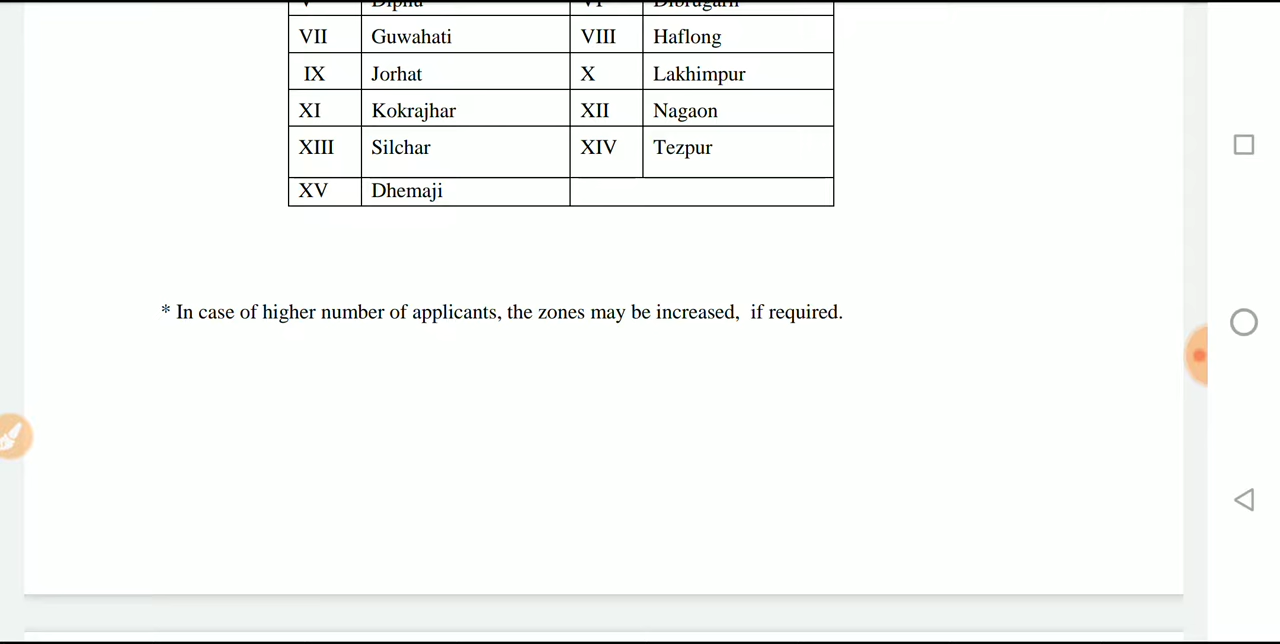 VII Guwahati VIII Haflong
IX Jorhat X Lakhimpur
XI Kokrajhar XII Nagaon
XIII Silchar XIV Tezpur
XV Dhemaji
* In case of higher number of applicants, the zones may be increased, if required.